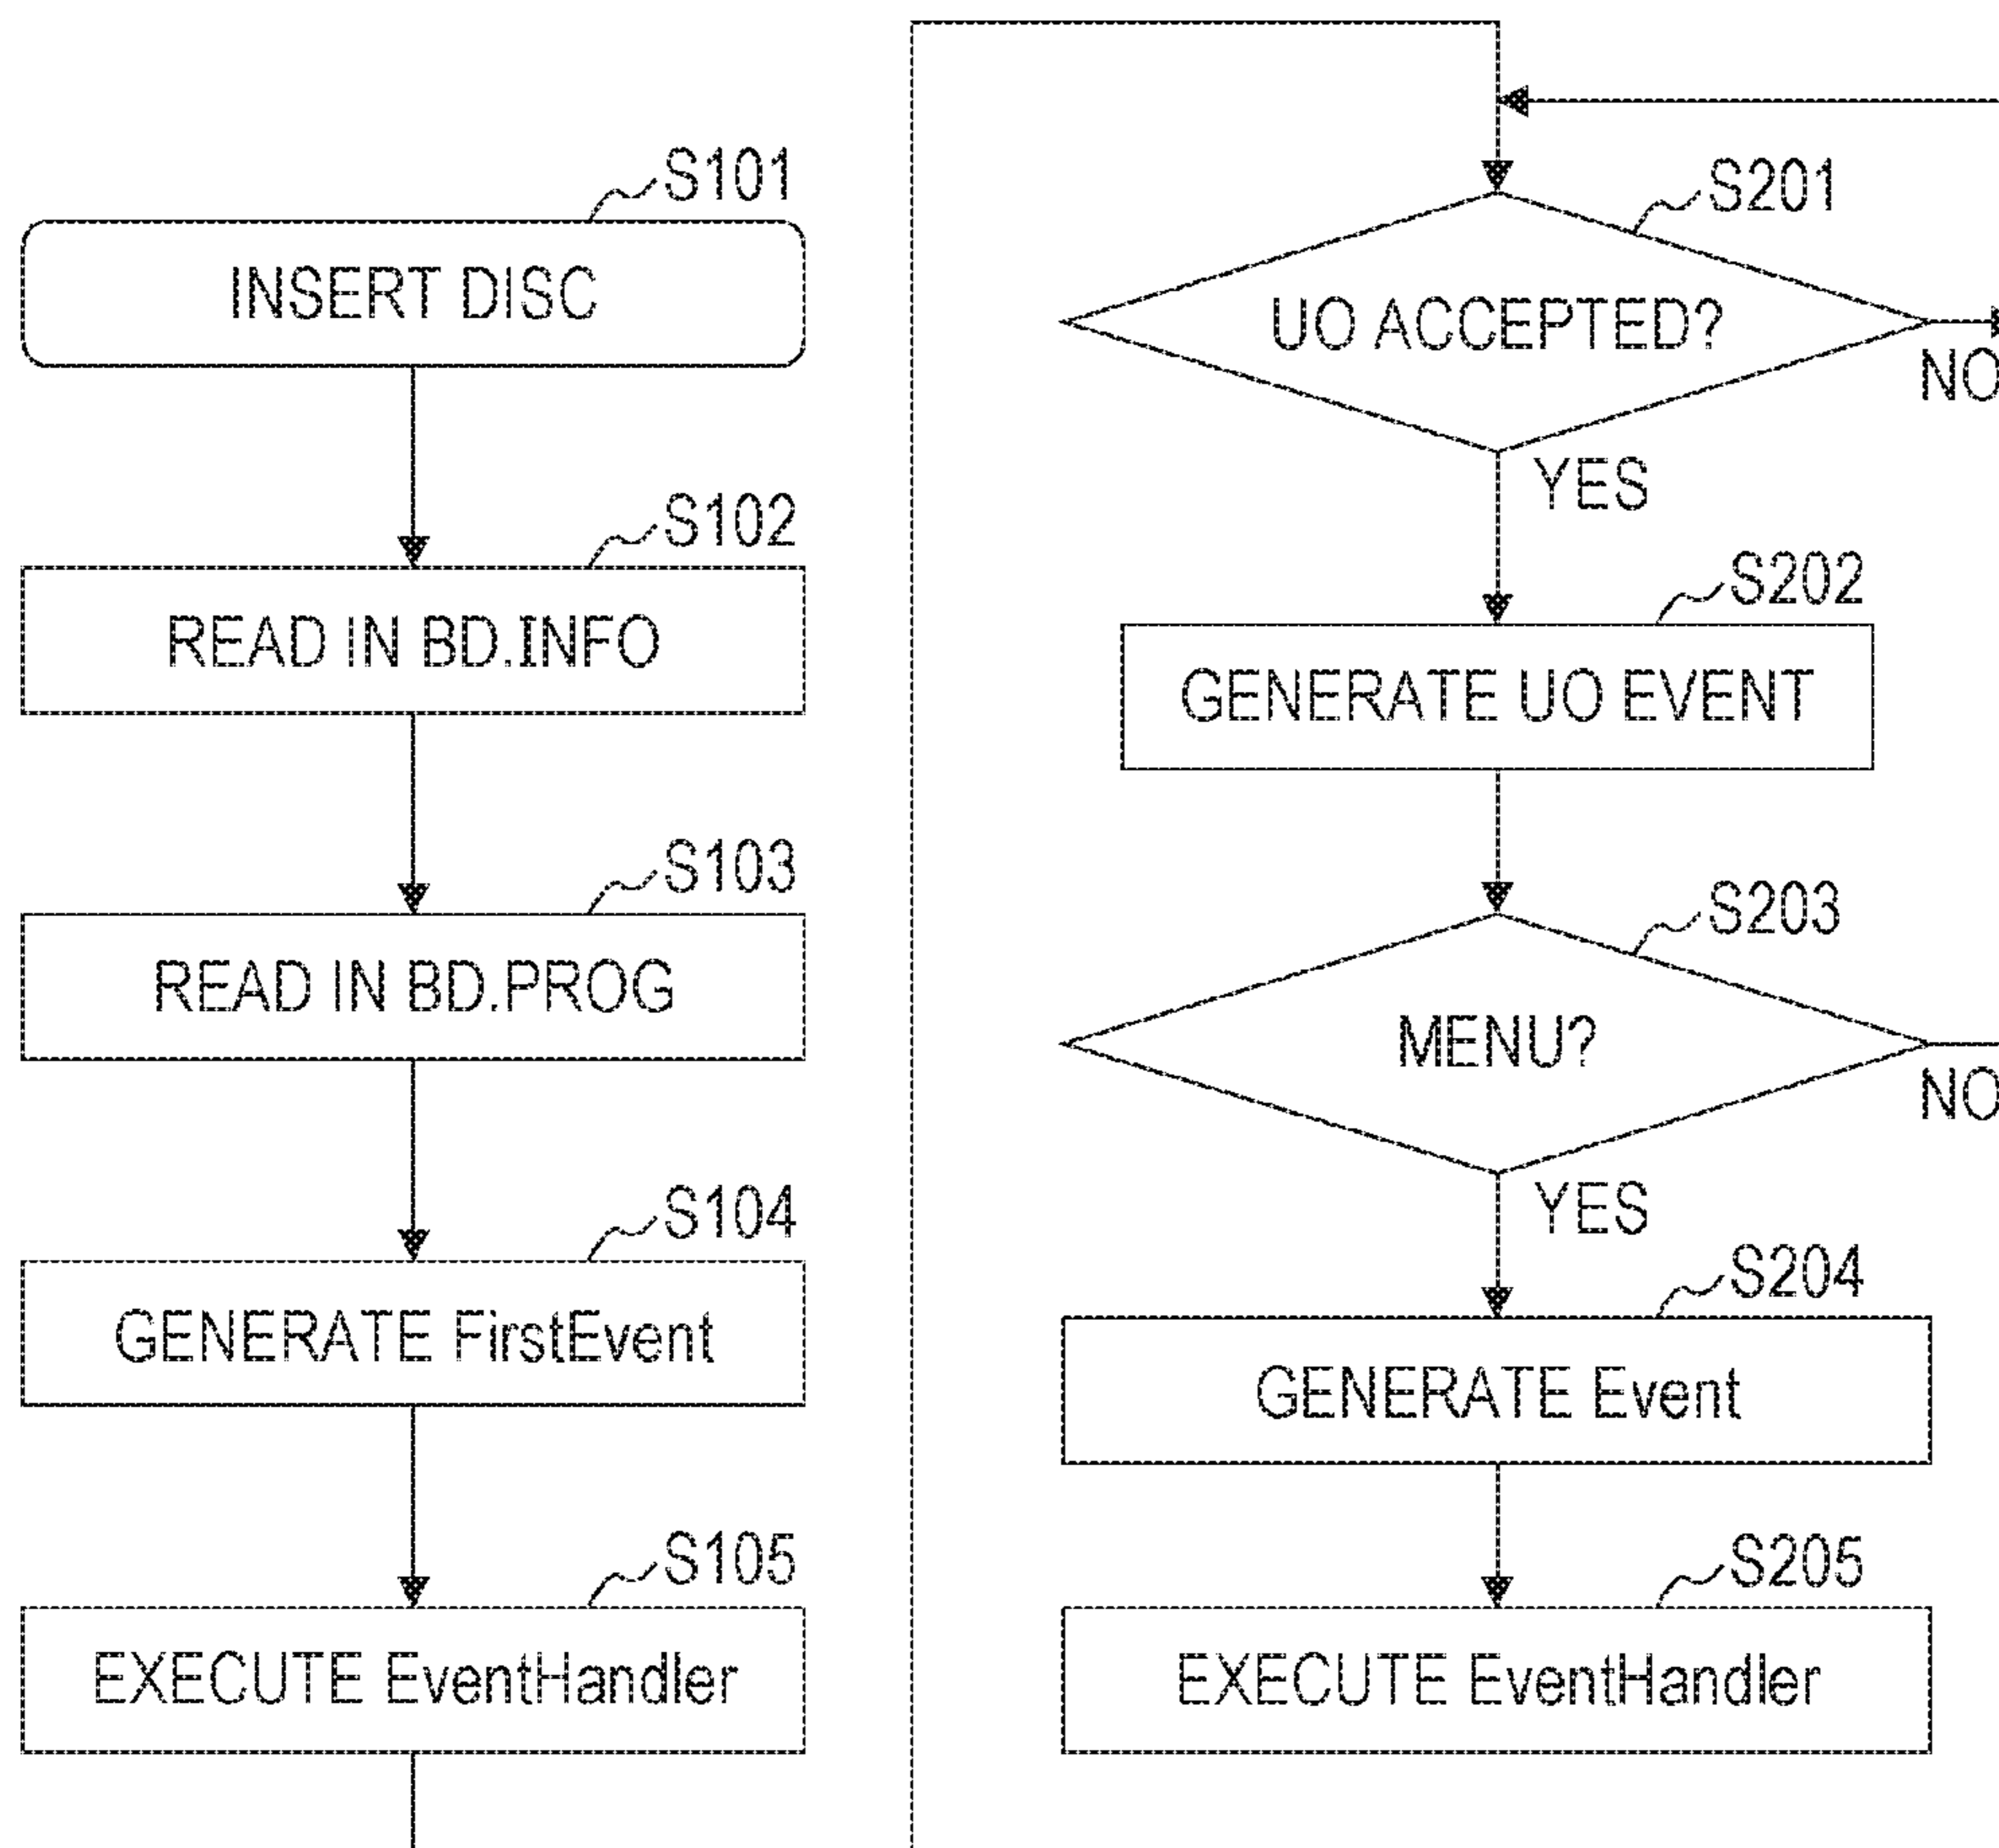 S101
INSERT DISC
S102
READ IN BD.INFO
S103
READ IN BD.PROG
S104
GENERATE FirstEvent
S105
EXECUTE EventHandler
S201
UO ACCEPTED?
NO
YES
S202
GENERATE UO EVENT
S203
MENU?
NO
YES
S204
GENERATE Event
S205
EXECUTE EventHandler